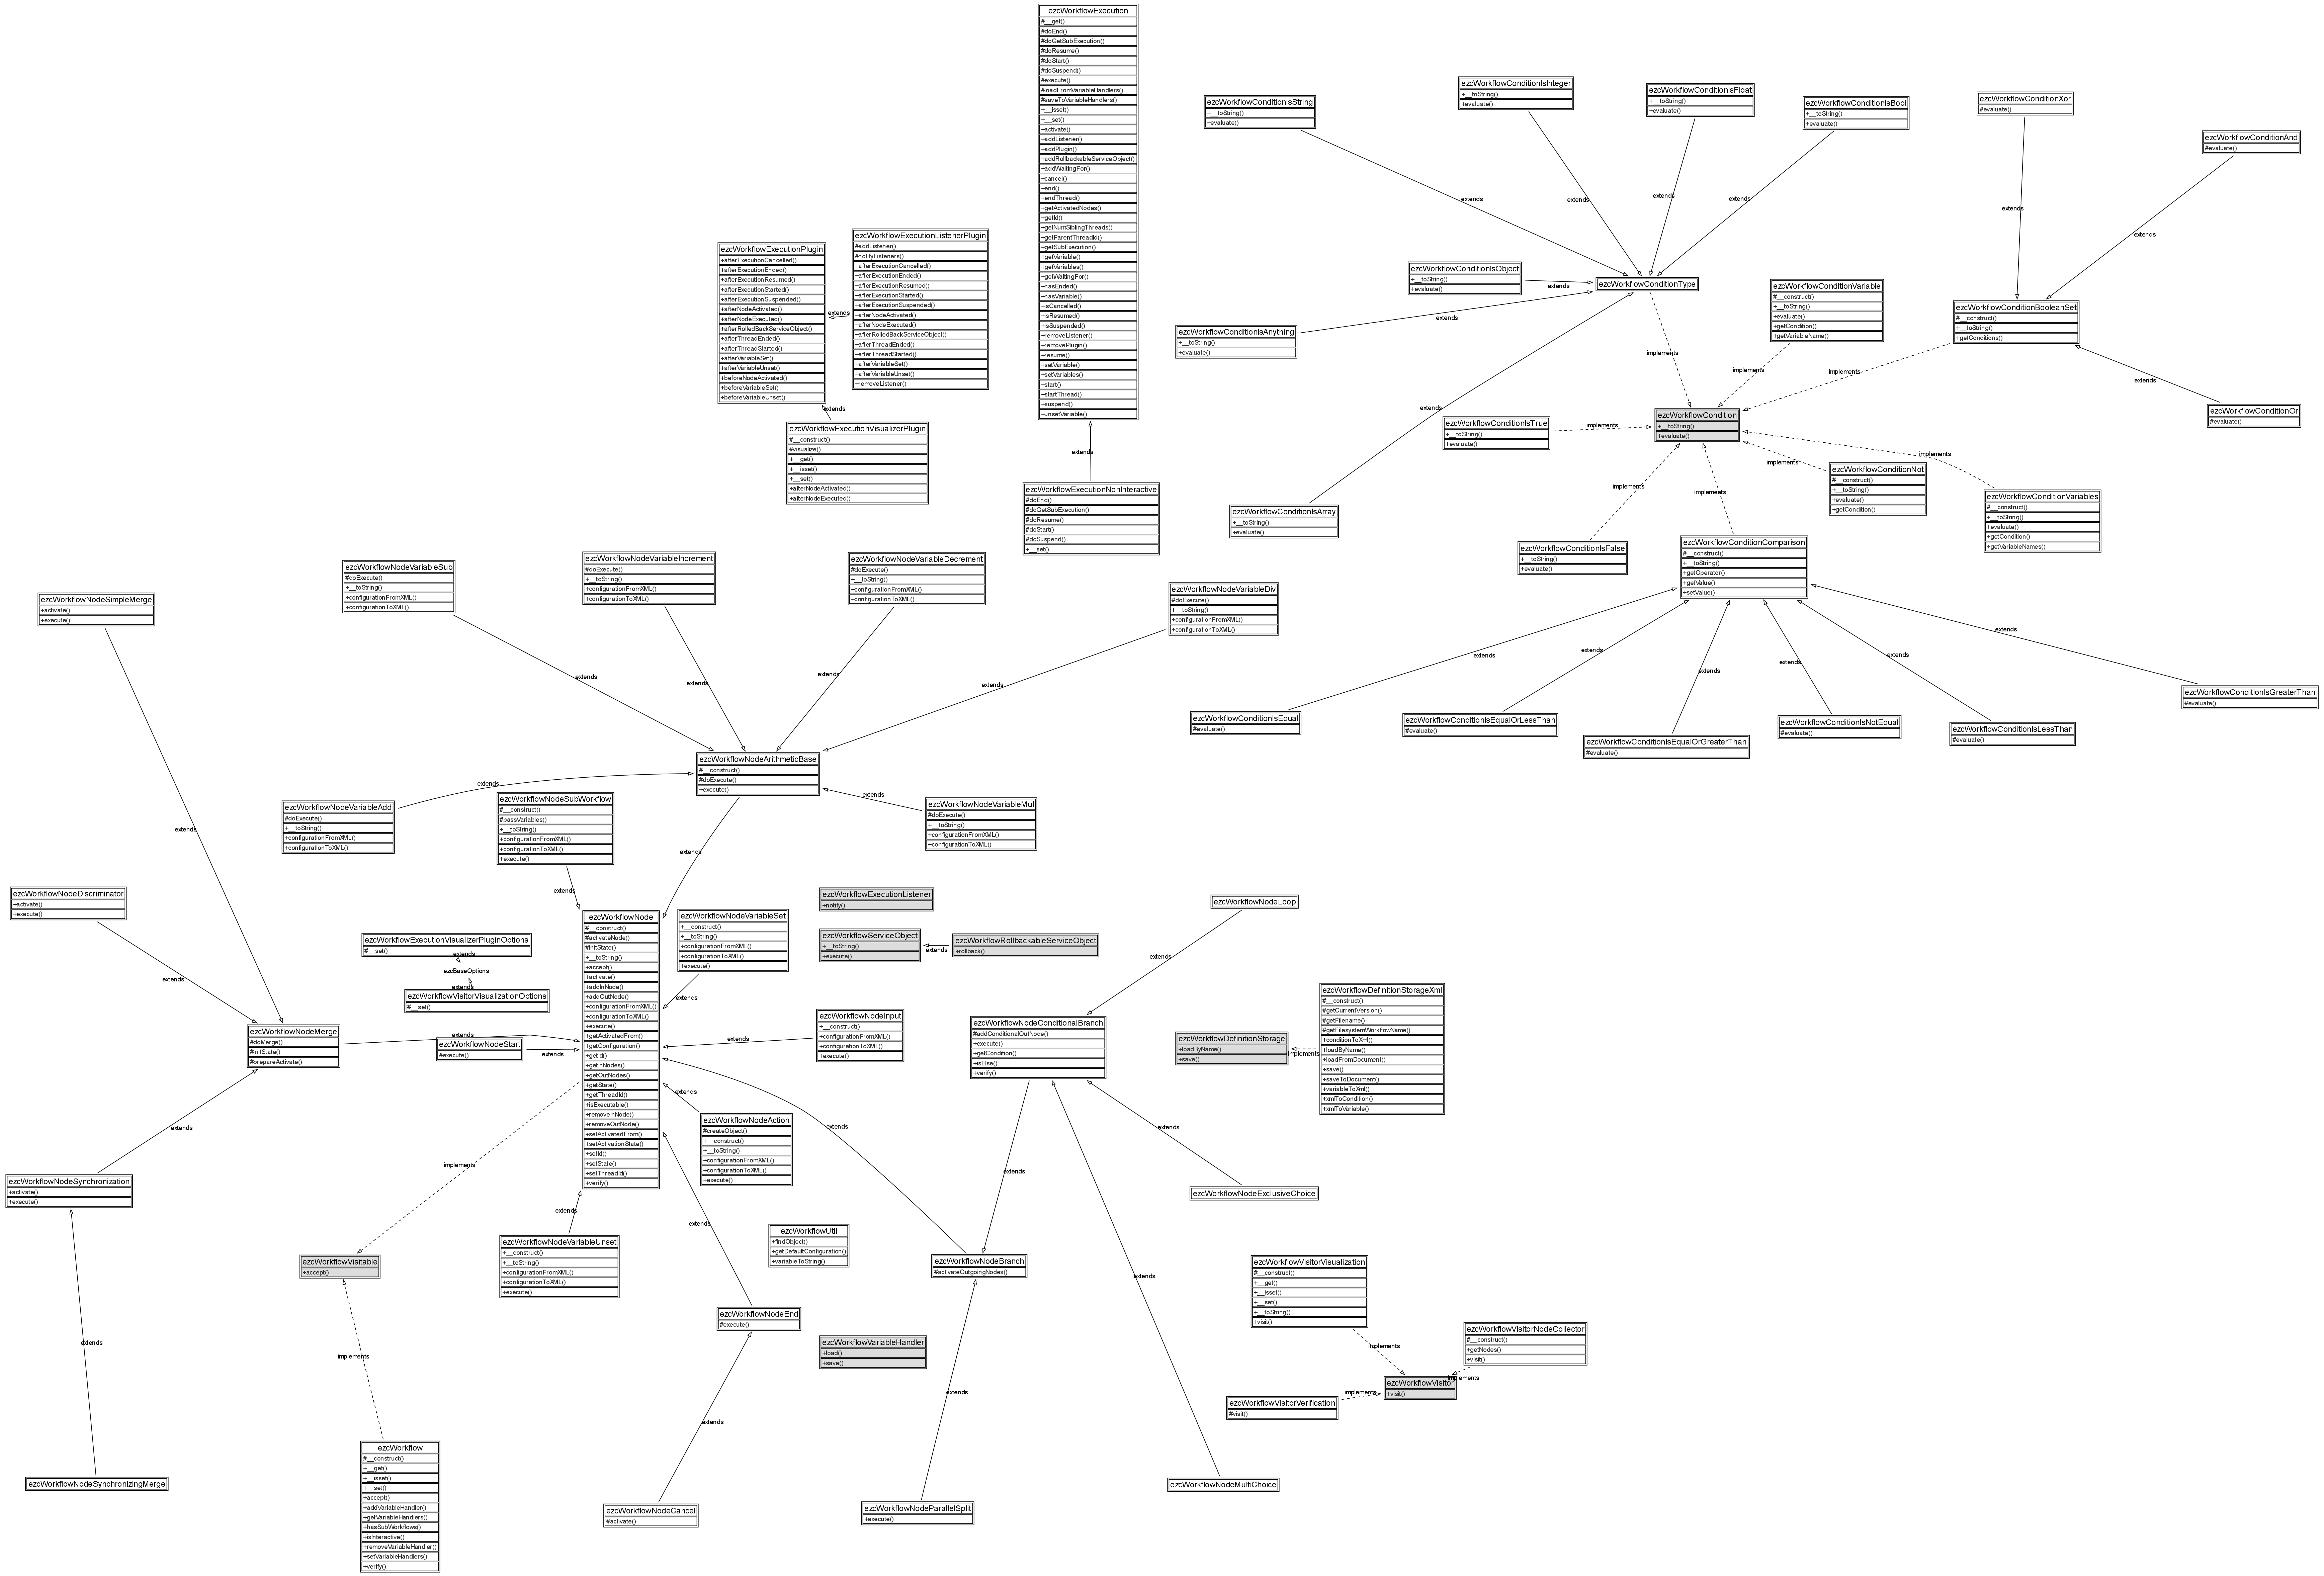 ezcWorkflowExecution
#__get()
#doEnd()
#doGetSubExecution()
#doResume()
#doStart()
#doSuspend()
#execute()
#loadFromVariableHandlers()
#saveToVariableHandlers()
+__isset()
+__set()
+activate()
+addListener()
+addPlugin()
+addRollbackableServiceObject()
+addWaitingFor()
+cancel()
+end()
+endThread()
+getActivatedNodes()
+getId()
+getNumSiblingThreads()
+getParentThreadId()
+getSubExecution()
+getVariable()
+getVariables()
+getWaitingFor()
+hasEnded()
+hasVariable()
+isCancelled()
+isResumed()
+isSuspended()
+removeListener()
+removePlugin()
+resume()
+setVariable()
+setVariables()
+start()
+startThread()
+suspend()
+unsetVariable()
extends
ezcWorkflowExecutionNonInteractive
#doEnd()
#doGetSubExecution()
#doResume()
#doStart()
#doSuspend()
+__set()
ezcWorkflowExecutionPlugin
+afterExecutionCancelled()
+afterExecutionEnded()
+afterExecutionResumed()
+afterExecutionStarted()
+afterExecutionSuspended()
+afterNodeActivated()
+afterNodeExecuted()
+afterRolledBackServiceObject()
+afterThreadEnded()
+afterThreadStarted()
+afterVariableSet()
+afterVariableUnset()
+beforeNodeActivated()
+beforeVariableSet()
+beforeVariableUnset()
extends
ezcWorkflowExecutionListenerPlugin
#addListener()
#notifyListeners()
+afterExecutionCancelled()
+afterExecutionEnded()
+afterExecutionResumed()
+afterExecutionStarted()
+afterExecutionSuspended()
+afterNodeActivated()
+afterNodeExecuted()
+afterRolledBackServiceObject()
+afterThreadEnded()
+afterThreadStarted()
+afterVariableSet()
+afterVariableUnset()
+removeListener()
extends
ezcWorkflowExecutionVisualizerPlugin
#__construct()
#visualize()
+__get()
+__isset()
+__set()
+afterNodeActivated()
+afterNodeExecuted()
ezcWorkflowConditionIsString
+__toString()
+evaluate()
ezcWorkflowConditionIsInteger
+__toString()
+evaluate()
ezcWorkflowConditionIsFloat
+__toString()
+evaluate()
ezcWorkflowConditionIsBool
+__toString()
+evaluate()
ezcWorkflowConditionXor
#evaluate()
ezcWorkflowConditionAnd
#evaluate()
extends
extends
extends
extends
extends
extends
ezcWorkflowConditionIsObject
+__toString()
+evaluate()
extends
ezcWorkflowConditionType
ezcWorkflowConditionVariable
#__construct()
+__toString()
+evaluate()
+getCondition()
+getVariableName()
ezcWorkflowConditionBooleanSet
#__construct()
+__toString()
+getConditions()
ezcWorkflowConditionIsAnything
+__toString()
+evaluate()
extends
implements
implements
implements
extends
extends
ezcWorkflowConditionIsTrue
+__toString()
+evaluate()
implements
ezcWorkflowCondition
+__toString()
+evaluate()
ezcWorkflowConditionOr
#evaluate()
implements
implements
implements
implements
ezcWorkflowConditionNot
#__construct()
+__toString()
+evaluate()
+getCondition()
ezcWorkflowConditionVariables
#__construct()
+__toString()
+evaluate()
+getCondition()
+getVariableNames()
ezcWorkflowConditionIsArray
+__toString()
+evaluate()
ezcWorkflowConditionIsFalse
+__toString()
+evaluate()
ezcWorkflowConditionComparison
#__construct()
+__toString()
+getOperator()
+getValue()
+setValue()
extends
extends
extends
extends
extends
extends
ezcWorkflowConditionIsEqual
#evaluate()
ezcWorkflowConditionIsEqualOrLessThan
#evaluate()
ezcWorkflowConditionIsEqualOrGreaterThan
#evaluate()
ezcWorkflowConditionIsNotEqual
#evaluate()
ezcWorkflowConditionIsLessThan
#evaluate()
ezcWorkflowConditionIsGreaterThan
#evaluate()
ezcWorkflowNodeVariableSub
#doExecute()
+__toString()
+configurationFromXML()
+configurationToXML()
ezcWorkflowNodeVariableIncrement
#doExecute()
+__toString()
+configurationFromXML()
+configurationToXML()
ezcWorkflowNodeVariableDecrement
#doExecute()
+__toString()
+configurationFromXML()
+configurationToXML()
ezcWorkflowNodeVariableDiv
#doExecute()
+__toString()
+configurationFromXML()
+configurationToXML()
ezcWorkflowNodeSimpleMerge
+activate()
+execute()
extends
extends
extends
extends
ezcWorkflowNodeArithmeticBase
#__construct()
#doExecute()
+execute()
extends
ezcWorkflowNodeVariableAdd
#doExecute()
+__toString()
+configurationFromXML()
+configurationToXML()
ezcWorkflowNodeSubWorkflow
#__construct()
#passVariables()
+__toString()
+configurationFromXML()
+configurationToXML()
+execute()
extends
ezcWorkflowNodeVariableMul
#doExecute()
+__toString()
+configurationFromXML()
+configurationToXML()
extends
extends
extends
ezcWorkflowNodeDiscriminator
+activate()
+execute()
extends
ezcWorkflowExecutionVisualizerPluginOptions
#__set()
extends
ezcBaseOptions
extends
ezcWorkflowVisitorVisualizationOptions
#__set()
ezcWorkflowNode
#__construct()
#activateNode()
#initState()
+__toString()
+accept()
+activate()
+addInNode()
+addOutNode()
+configurationFromXML()
+configurationToXML()
+execute()
+getActivatedFrom()
+getConfiguration()
+getId()
+getInNodes()
+getOutNodes()
+getState()
+getThreadId()
+isExecutable()
+removeInNode()
+removeOutNode()
+setActivatedFrom()
+setActivationState()
+setId()
+setState()
+setThreadId()
+verify()
ezcWorkflowNodeVariableSet
+__construct()
+__toString()
+configurationFromXML()
+configurationToXML()
+execute()
extends
ezcWorkflowExecutionListener
+notify()
ezcWorkflowServiceObject
+__toString()
+execute()
extends
ezcWorkflowRollbackableServiceObject
+rollback()
ezcWorkflowNodeLoop
extends
ezcWorkflowNodeMerge
#doMerge()
#initState()
#prepareActivate()
extends
ezcWorkflowNodeStart
#execute()
extends
extends
ezcWorkflowNodeInput
+__construct()
+configurationFromXML()
+configurationToXML()
+execute()
ezcWorkflowNodeConditionalBranch
#addConditionalOutNode()
+execute()
+getCondition()
+isElse()
+verify()
ezcWorkflowDefinitionStorage
+loadByName()
+save()
implements
ezcWorkflowDefinitionStorageXml
#__construct()
#getCurrentVersion()
#getFilename()
#getFilesystemWorkflowName()
+conditionToXml()
+loadByName()
+loadFromDocument()
+save()
+saveToDocument()
+variableToXml()
+xmlToCondition()
+xmlToVariable()
extends
ezcWorkflowNodeAction
#createObject()
+__construct()
+__toString()
+configurationFromXML()
+configurationToXML()
+execute()
extends
extends
extends
extends
implements
ezcWorkflowNodeSynchronization
+activate()
+execute()
ezcWorkflowNodeExclusiveChoice
extends
extends
ezcWorkflowVisitable
+accept()
ezcWorkflowNodeVariableUnset
+__construct()
+__toString()
+configurationFromXML()
+configurationToXML()
+execute()
ezcWorkflowUtil
+findObject()
+getDefaultConfiguration()
+variableToString()
ezcWorkflowNodeBranch
#activateOutgoingNodes()
extends
ezcWorkflowVisitorVisualization
#__construct()
+__get()
+__isset()
+__set()
+__toString()
+visit()
ezcWorkflowNodeEnd
#execute()
extends
implements
ezcWorkflowVariableHandler
+load()
+save()
implements
ezcWorkflowVisitorNodeCollector
#__construct()
+getNodes()
+visit()
implements
ezcWorkflowVisitor
+visit()
implements
ezcWorkflowVisitorVerification
#visit()
extends
extends
ezcWorkflow
#__construct()
+__get()
+__isset()
+__set()
+accept()
+addVariableHandler()
+getVariableHandlers()
+hasSubWorkflows()
+isInteractive()
+removeVariableHandler()
+setVariableHandlers()
+verify()
ezcWorkflowNodeSynchronizingMerge
ezcWorkflowNodeCancel
#activate()
ezcWorkflowNodeParallelSplit
+execute()
ezcWorkflowNodeMultiChoice